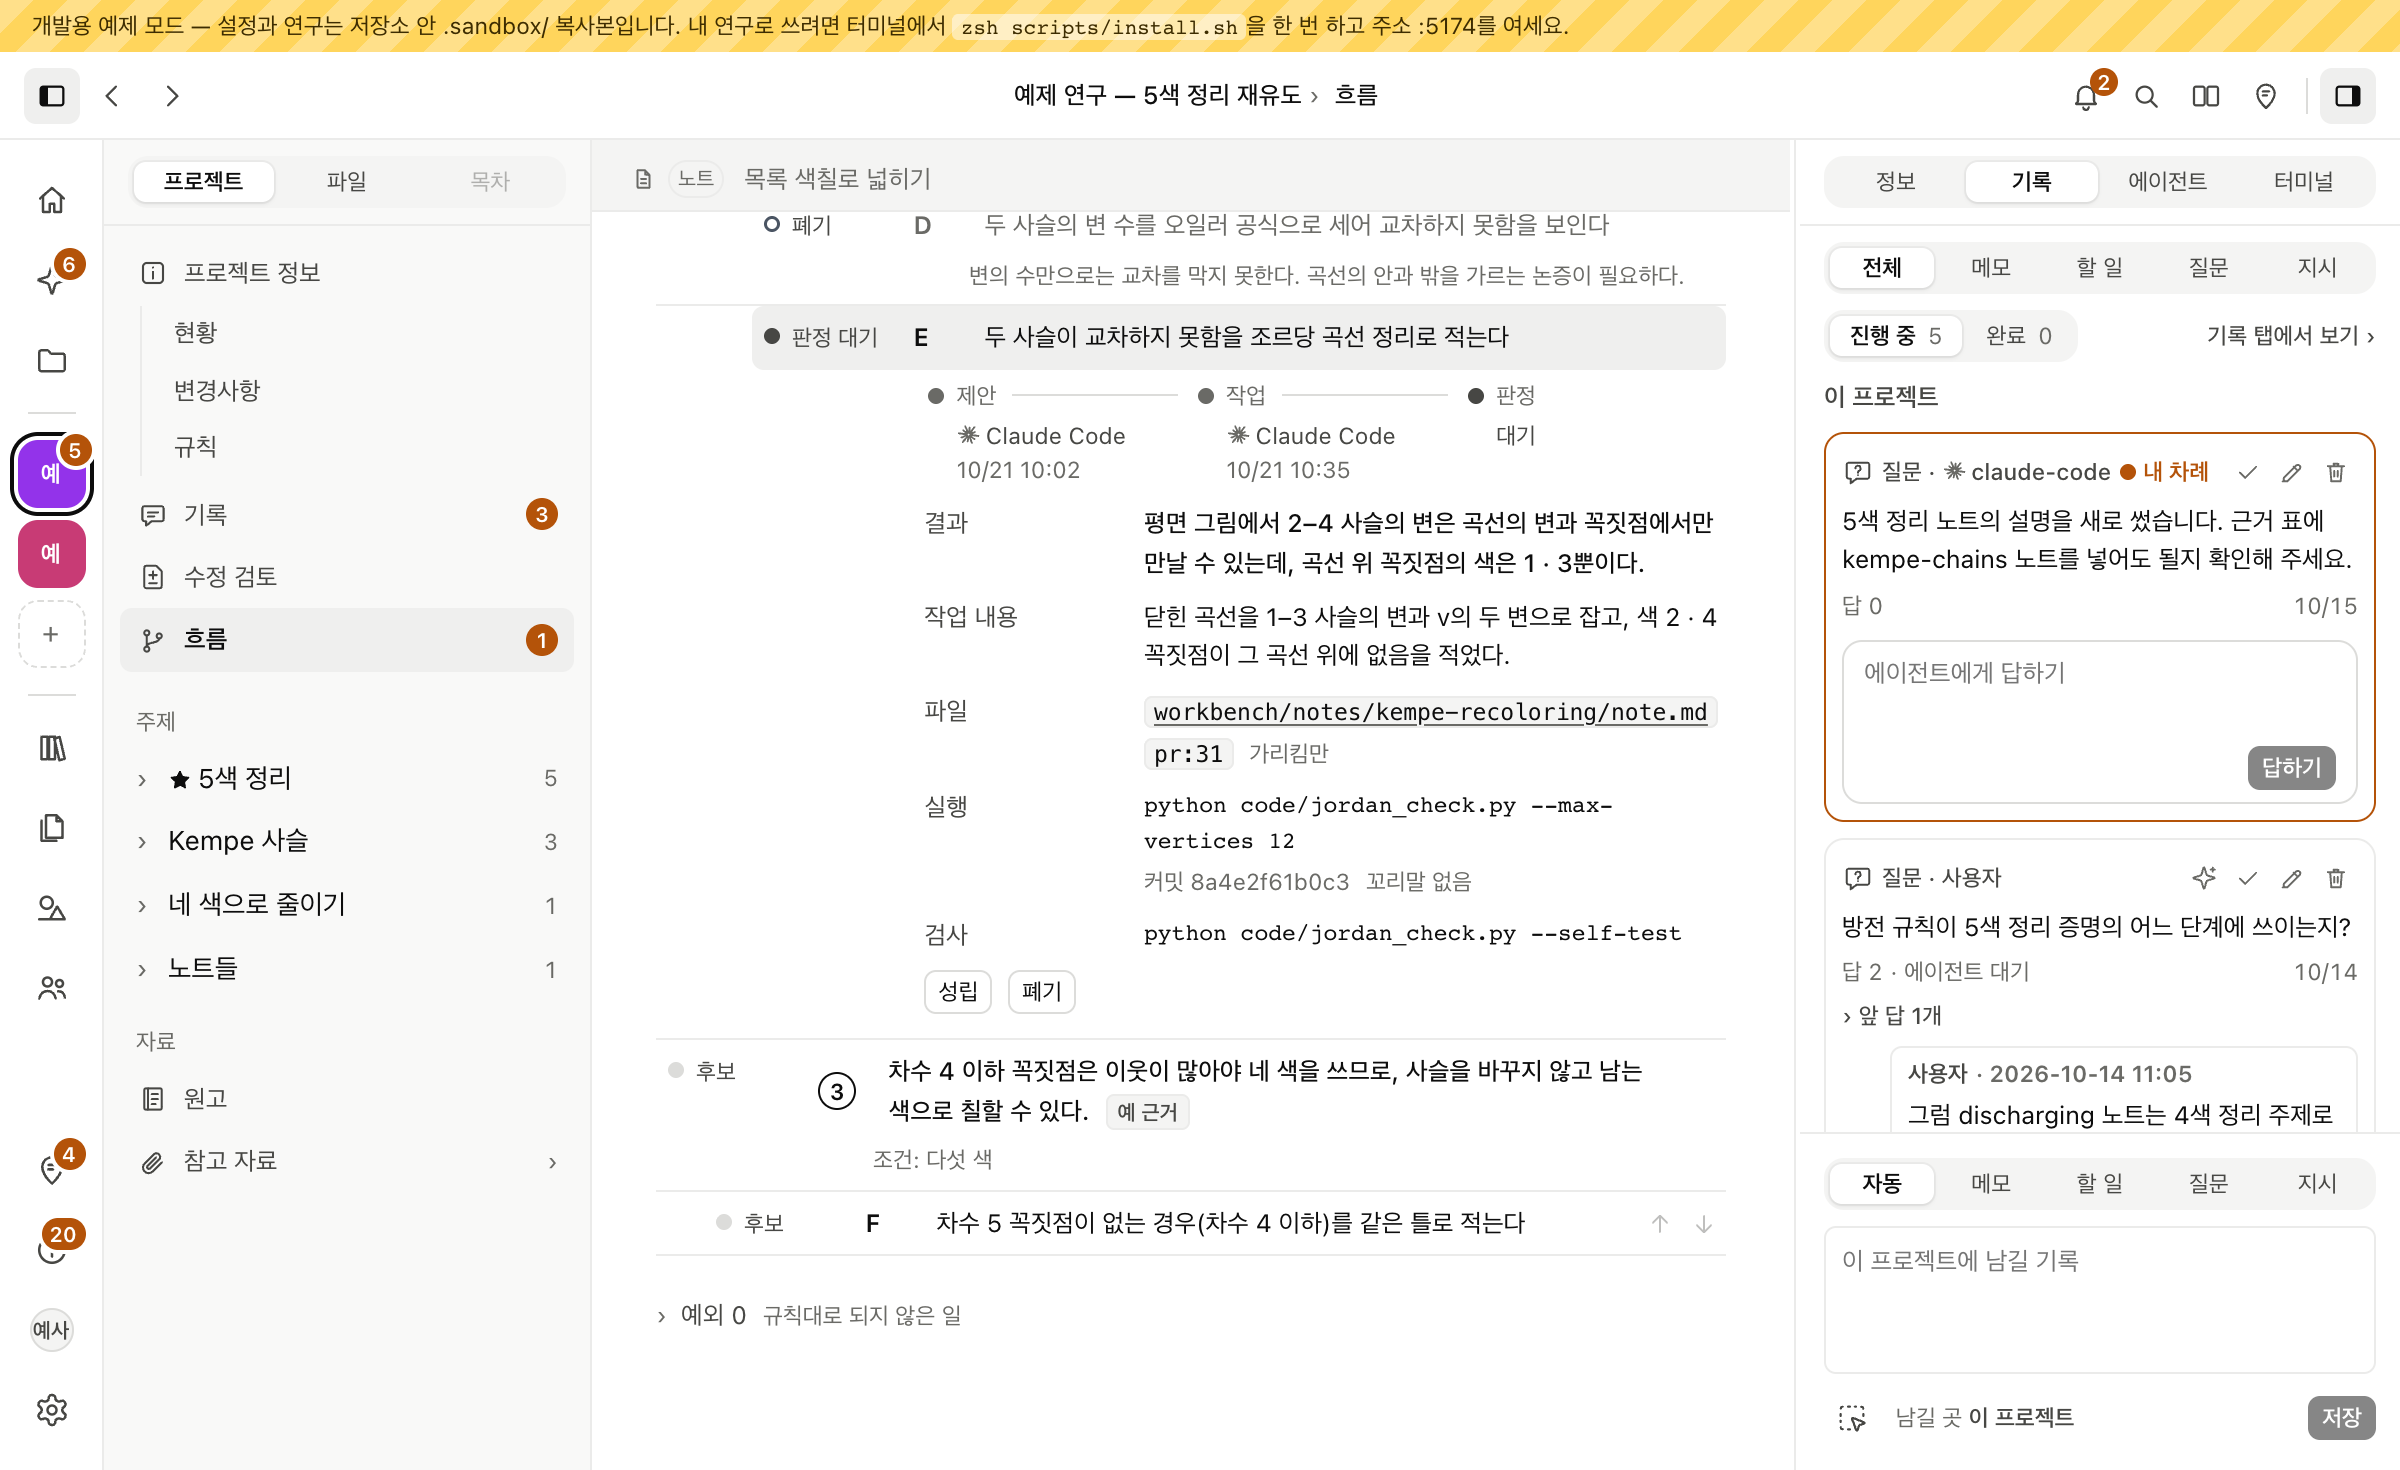 개발용 예제 모드 — 설정과 연구는 저장소 안 .sandbox/ 복사본입니다. 내 연구로 쓰려면 터미널에서 zsh scripts/install.sh 을 한 번 하고 주소 :5174를 여세요.
예제 연구 — 5색 정리 재유도 › 흐름
2
6
5
예
예
+
4
20
예사
프로젝트 파일 목차
프로젝트 정보
현황
변경사항
규칙
기록 3
수정 검토
흐름 1
주제
› ★ 5색 정리 5
› Kempe 사슬 3
› 네 색으로 줄이기 1
› 노트들 1
자료
원고
참고 자료 ›
노트 목록 색칠로 넓히기
폐기 D 두 사슬의 변 수를 오일러 공식으로 세어 교차하지 못함을 보인다
변의 수만으로는 교차를 막지 못한다. 곡선의 안과 밖을 가르는 논증이 필요하다.
판정 대기 E 두 사슬이 교차하지 못함을 조르당 곡선 정리로 적는다
제안 작업 판정
Claude Code Claude Code 대기
10/21 10:02 10/21 10:35
결과 평면 그림에서 2–4 사슬의 변은 곡선의 변과 꼭짓점에서만
만날 수 있는데, 곡선 위 꼭짓점의 색은 1 · 3뿐이다.
작업 내용 닫힌 곡선을 1–3 사슬의 변과 v의 두 변으로 잡고, 색 2 · 4
꼭짓점이 그 곡선 위에 없음을 적었다.
파일 workbench/notes/kempe-recoloring/note.md
pr:31 가리킴만
실행 python code/jordan_check.py --max-
vertices 12
커밋 8a4e2f61b0c3 꼬리말 없음
검사 python code/jordan_check.py --self-test
성립 폐기
후보 3 차수 4 이하 꼭짓점은 이웃이 많아야 네 색을 쓰므로, 사슬을 바꾸지 않고 남는
색으로 칠할 수 있다. 예 근거
조건: 다섯 색
후보 F 차수 5 꼭짓점이 없는 경우(차수 4 이하)를 같은 틀로 적는다 ↑ ↓
› 예외 0 규칙대로 되지 않은 일
정보 기록 에이전트 터미널
전체 메모 할 일 질문 지시
진행 중 5 완료 0 기록 탭에서 보기 ›
이 프로젝트
질문 · claude-code 내 차례
5색 정리 노트의 설명을 새로 썼습니다. 근거 표에
kempe-chains 노트를 넣어도 될지 확인해 주세요.
답 0 10/15
에이전트에게 답하기
답하기
질문 · 사용자
방전 규칙이 5색 정리 증명의 어느 단계에 쓰이는지?
답 2 · 에이전트 대기 10/14
› 앞 답 1개
사용자 · 2026-10-14 11:05
그럼 discharging 노트는 4색 정리 주제로
자동 메모 할 일 질문 지시
이 프로젝트에 남길 기록
남길 곳 이 프로젝트 저장